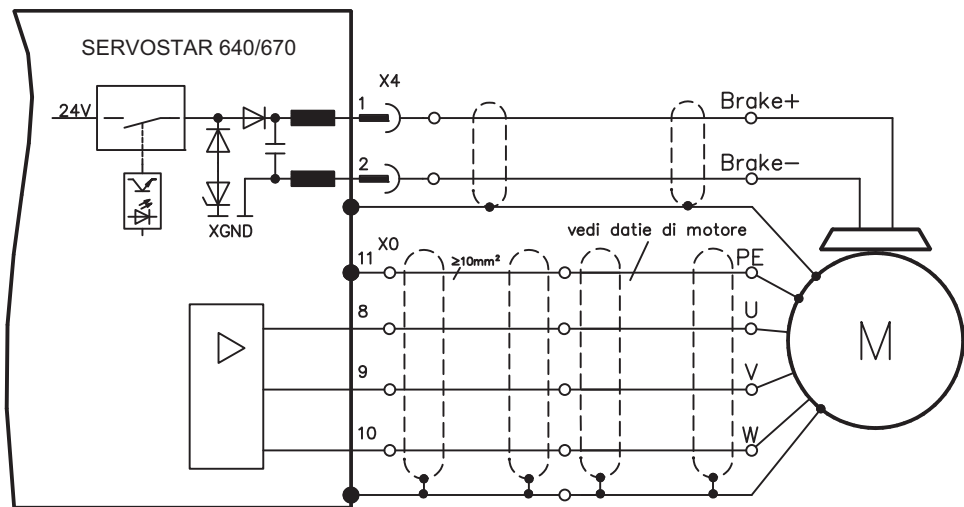 SERVOSTAR 640/670
X4
24V
1
Brake+
2
Brake-
XGND
vedi datie di motore
X0
11
≥10mm²
PE
8
U
9
V
10
W
M